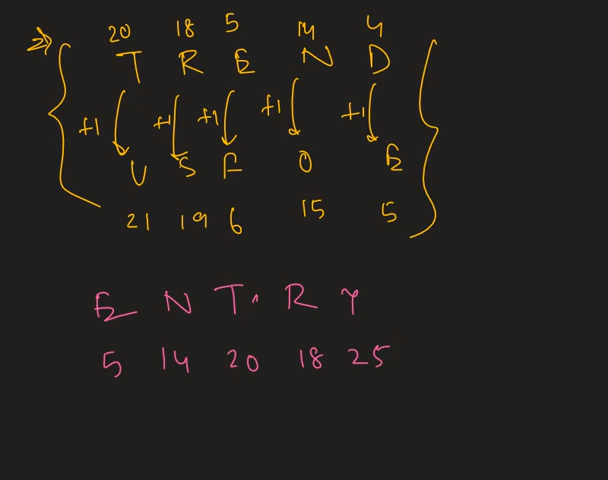 20 18 5 14 4
T R E N D
+1 +1 +1 +1 +1
U S F O E
21 19 6 15 5
E N T R Y
5 14 20 18 25